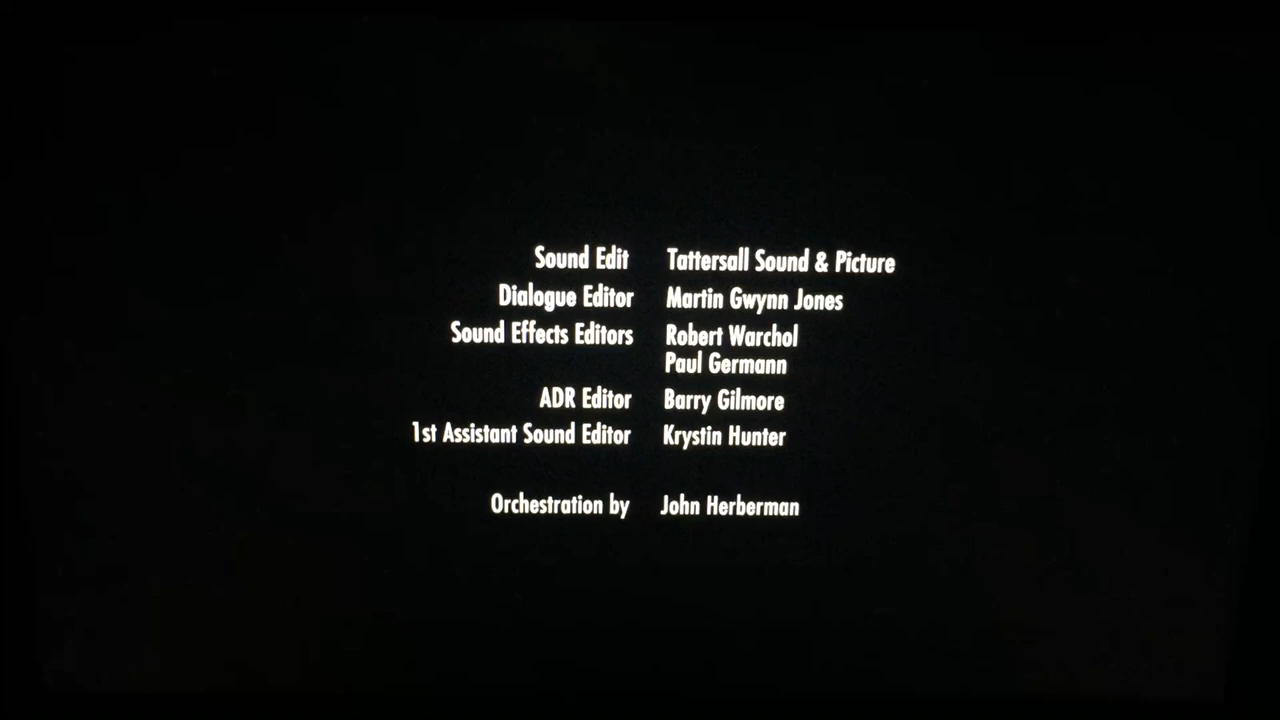 Sound Edit Tattersall Sound & Picture
Dialogue Editor Martin Gwynn Jones
Sound Effects Editors Robert Warchol
Paul Germann
ADR Editor Barry Gilmore
1st Assistant Sound Editor Krystin Hunter
Orchestration by John Herberman